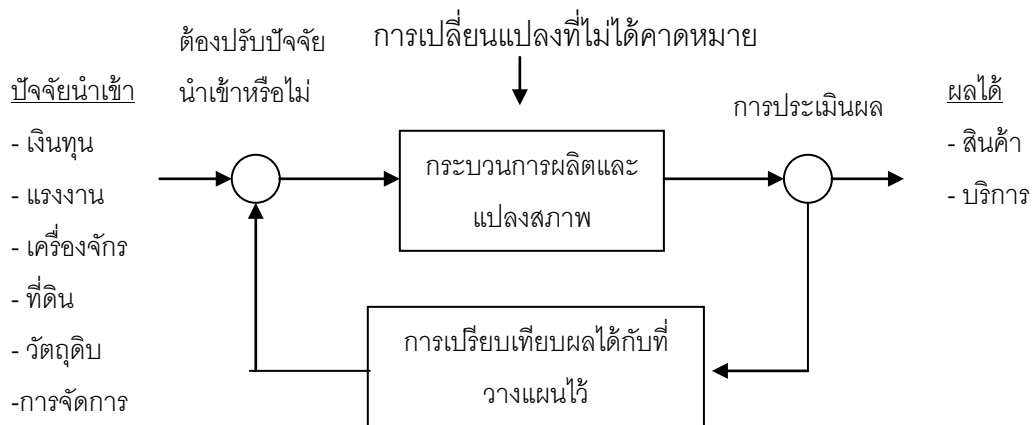 ต้องปรับปัจจัย
นำเข้าหรือไม่
การเปลี่ยนแปลงที่ไม่ได้คาดหมาย
ปัจจัยนำเข้า
- เงินทุน
- แรงงาน
- เครื่องจักร
- ที่ดิน
- วัตถุดิบ
-การจัดการ
กระบวนการผลิตและ
แปลงสภาพ
การประเมินผล
ผลได้
- สินค้า
- บริการ
การเปรียบเทียบผลได้กับที่
วางแผนไว้